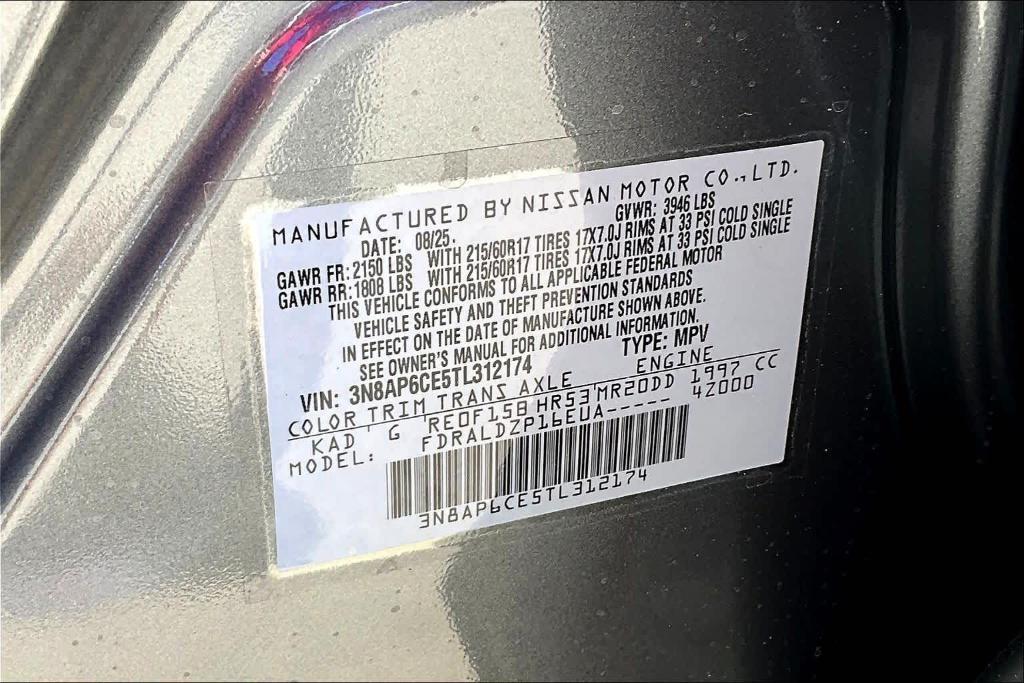 MANUFACTURED BY NISSAN MOTOR CO., LTD.
DATE: 08/25. GVWR: 3946 LBS
GAWR FR: 2150 LBS WITH 215/60R17 TIRES 17X7.0J RIMS AT 33 PSI COLD SINGLE
GAWR RR: 1808 LBS WITH 215/60R17 TIRES 17X7.0J RIMS AT 33 PSI COLD SINGLE
THIS VEHICLE CONFORMS TO ALL APPLICABLE FEDERAL MOTOR
VEHICLE SAFETY AND THEFT PREVENTION STANDARDS
IN EFFECT ON THE DATE OF MANUFACTURE SHOWN ABOVE.
SEE OWNER'S MANUAL FOR ADDITIONAL INFORMATION.
VIN: 3N8AP6CE5TL312174 TYPE: MPV
COLOR TRIM TRANS AXLE ENGINE
KAD G RE0F15B HR53 MR20DD 1997 CC
MODEL: FDRALDZP16EUA----- 4Z000
3N8AP6CE5TL312174